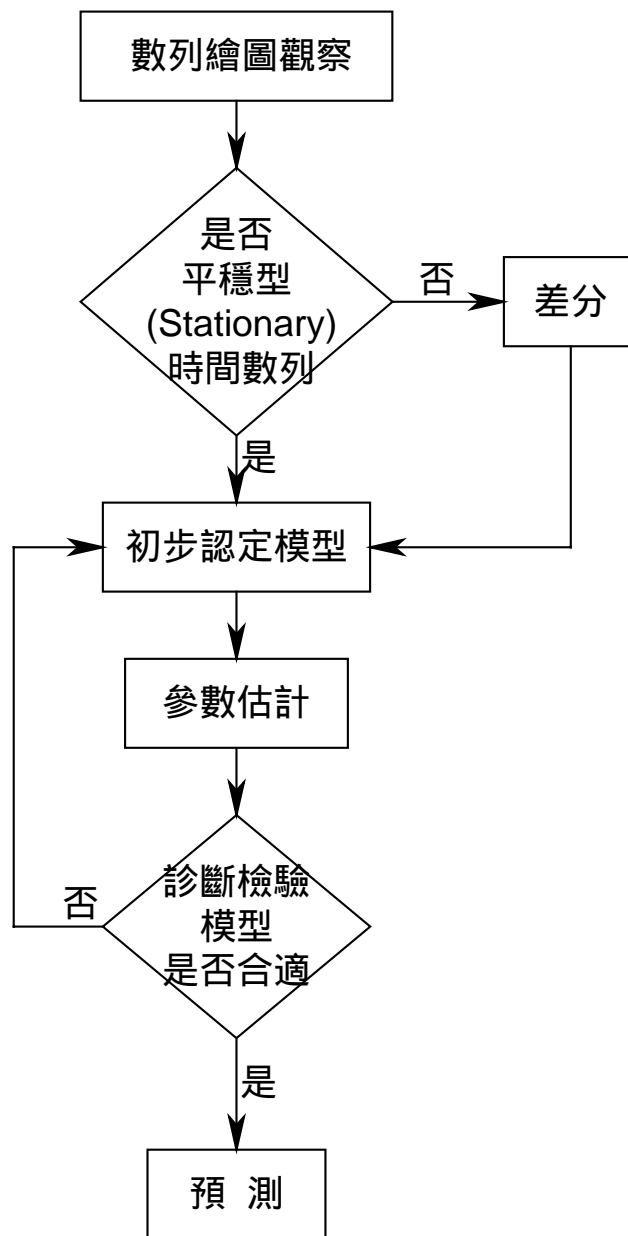 數列繪圖觀察
是否
平穩型
(Stationary)
時間數列
否
差分
是
初步認定模型
參數估計
診斷檢驗
模型
是否合適
否
是
預 測